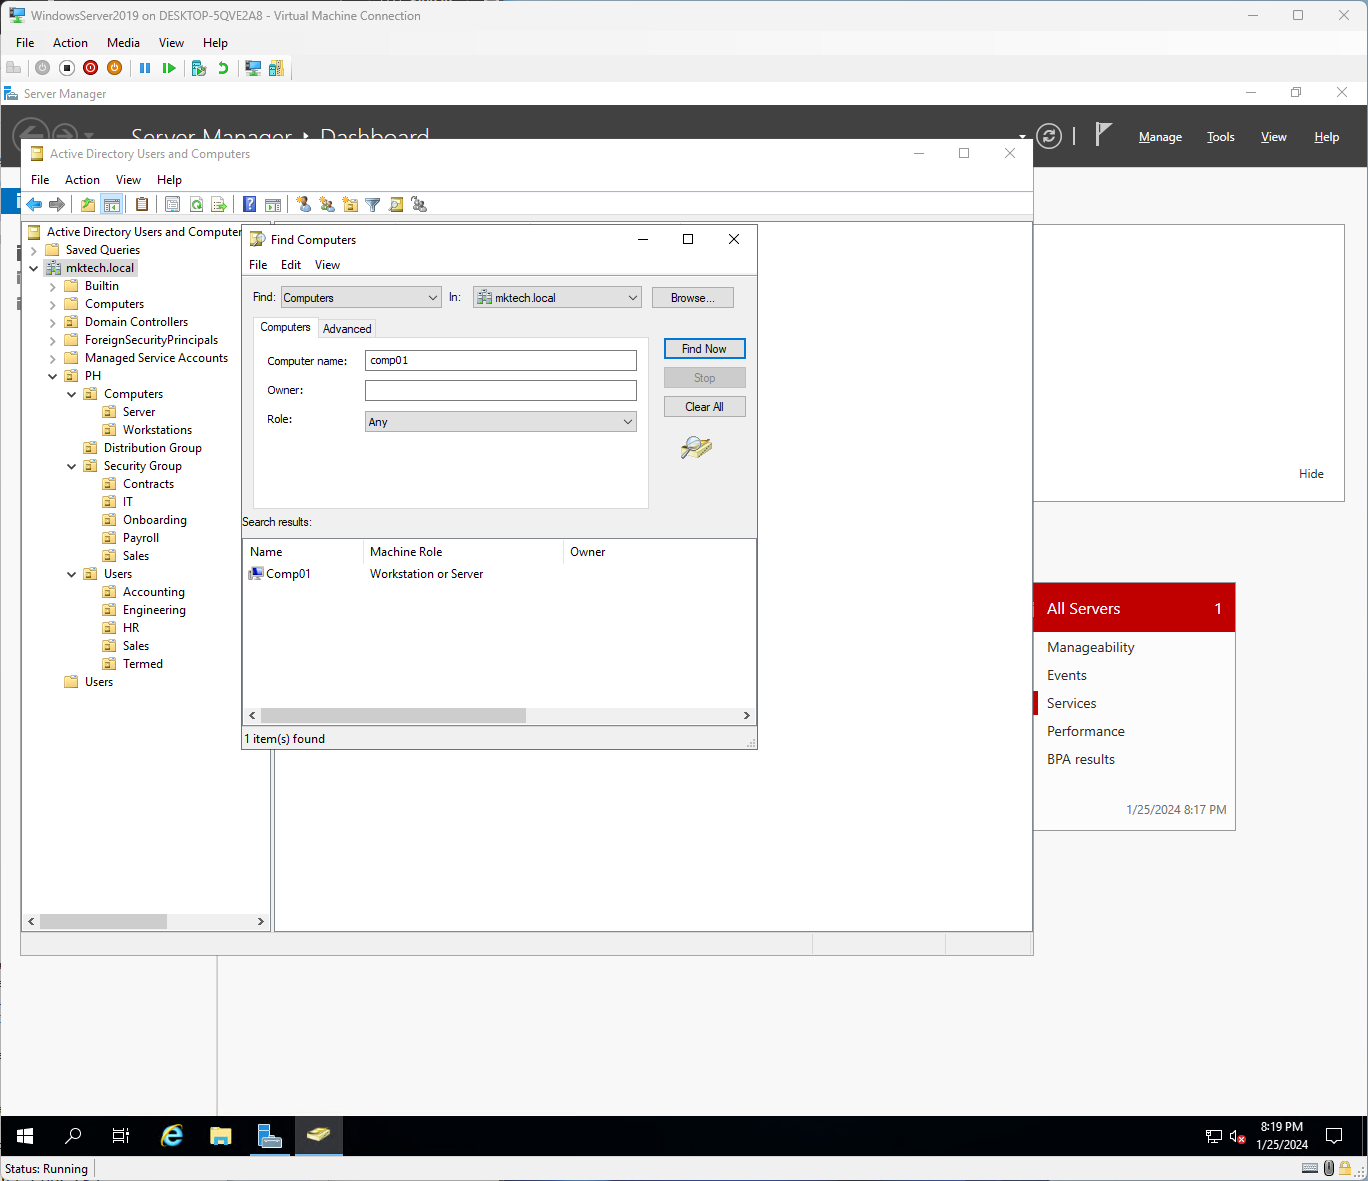 WindowsServer2019 on DESKTOP-5QVE2A8 - Virtual Machine Connection
File Action Media View Help
Server Manager
Server Manager Dashboard
Manage Tools View Help
Active Directory Users and Computers
File Action View Help
Active Directory Users and Computer
Saved Queries
mktech.local
Builtin
Computers
Domain Controllers
ForeignSecurityPrincipals
Managed Service Accounts
PH
Computers
Server
Workstations
Distribution Group
Security Group
Contracts
IT
Onboarding
Payroll
Sales
Users
Accounting
Engineering
HR
Sales
Termed
Users
Find Computers
File Edit View
Find: Computers In: mktech.local Browse...
Computers Advanced
Computer name: comp01
Owner:
Role: Any
Find Now
Stop
Clear All
Search results:
Name Machine Role Owner
Comp01 Workstation or Server
1 item(s) found
Hide
All Servers 1
Manageability
Events
Services
Performance
BPA results
1/25/2024 8:17 PM
8:19 PM
1/25/2024
Status: Running